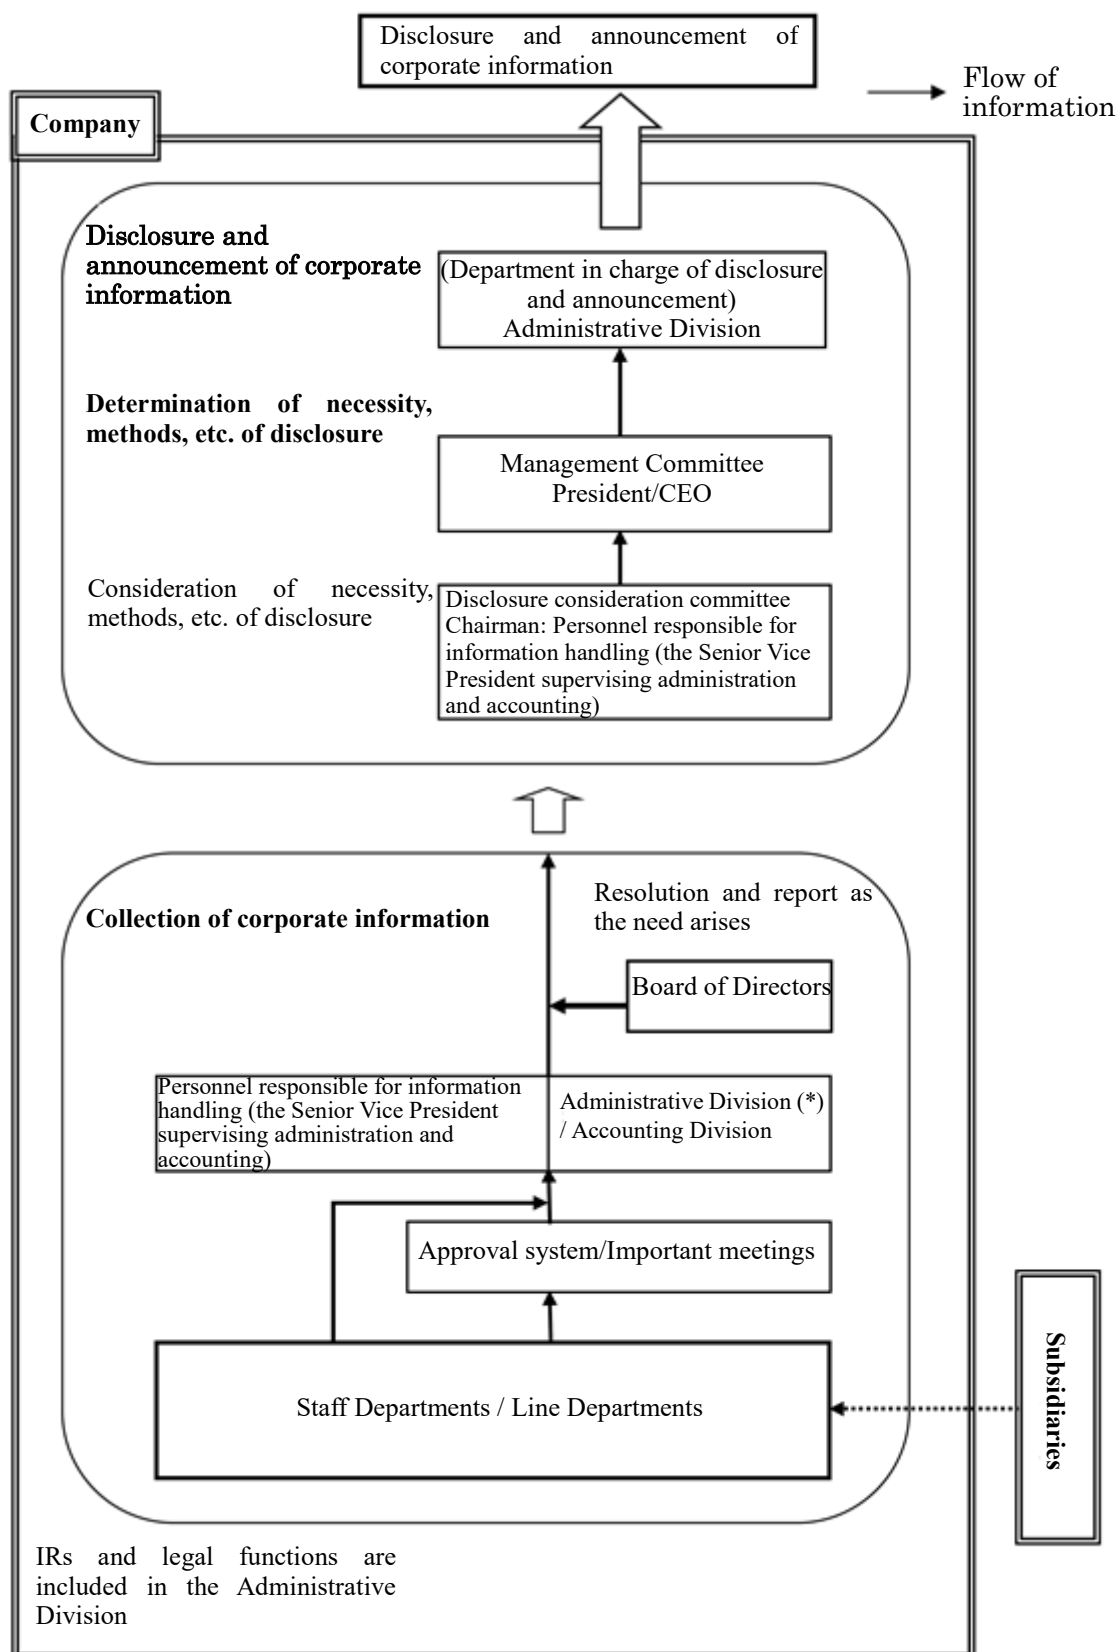 Disclosure and announcement of
corporate information
Flow of
information
Company
Disclosure and
announcement of corporate
information
(Department in charge of disclosure
and announcement)
Administrative Division
Determination of necessity,
methods, etc. of disclosure
Management Committee
President/CEO
Consideration of necessity,
methods, etc. of disclosure
Disclosure consideration committee
Chairman: Personnel responsible for
information handling (the Senior Vice
President supervising administration
and accounting)
Collection of corporate information
Resolution and report as
the need arises
Board of Directors
Personnel responsible for information
handling (the Senior Vice President
supervising administration and
accounting)
Administrative Division (*)
/ Accounting Division
Approval system/Important meetings
Staff Departments / Line Departments
Subsidiaries
IRs and legal functions are
included in the Administrative
Division